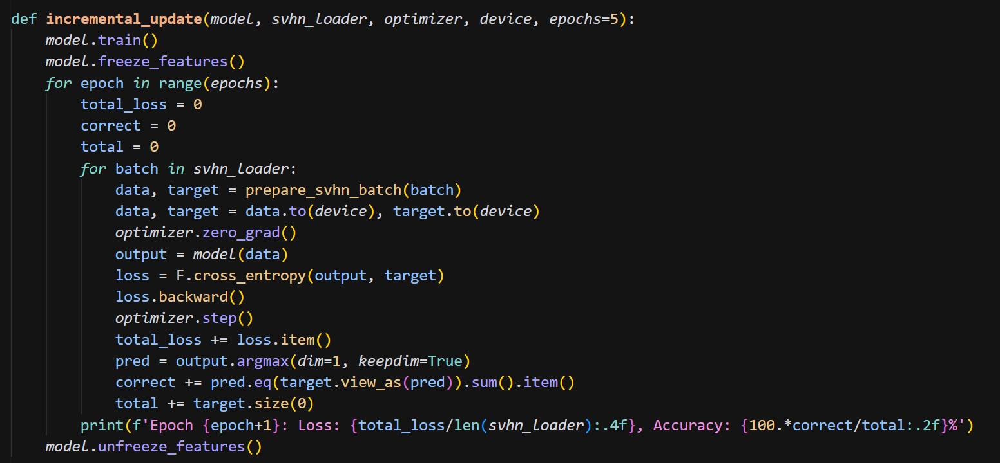 def incremental_update(model, svhn_loader, optimizer, device, epochs=5):
    model.train()
    model.freeze_features()
    for epoch in range(epochs):
        total_loss = 0
        correct = 0
        total = 0
        for batch in svhn_loader:
            data, target = prepare_svhn_batch(batch)
            data, target = data.to(device), target.to(device)
            optimizer.zero_grad()
            output = model(data)
            loss = F.cross_entropy(output, target)
            loss.backward()
            optimizer.step()
            total_loss += loss.item()
            pred = output.argmax(dim=1, keepdim=True)
            correct += pred.eq(target.view_as(pred)).sum().item()
            total += target.size(0)
        print(f'Epoch {epoch+1}: Loss: {total_loss/len(svhn_loader):.4f}, Accuracy: {100.*correct/total:.2f}%')
    model.unfreeze_features()